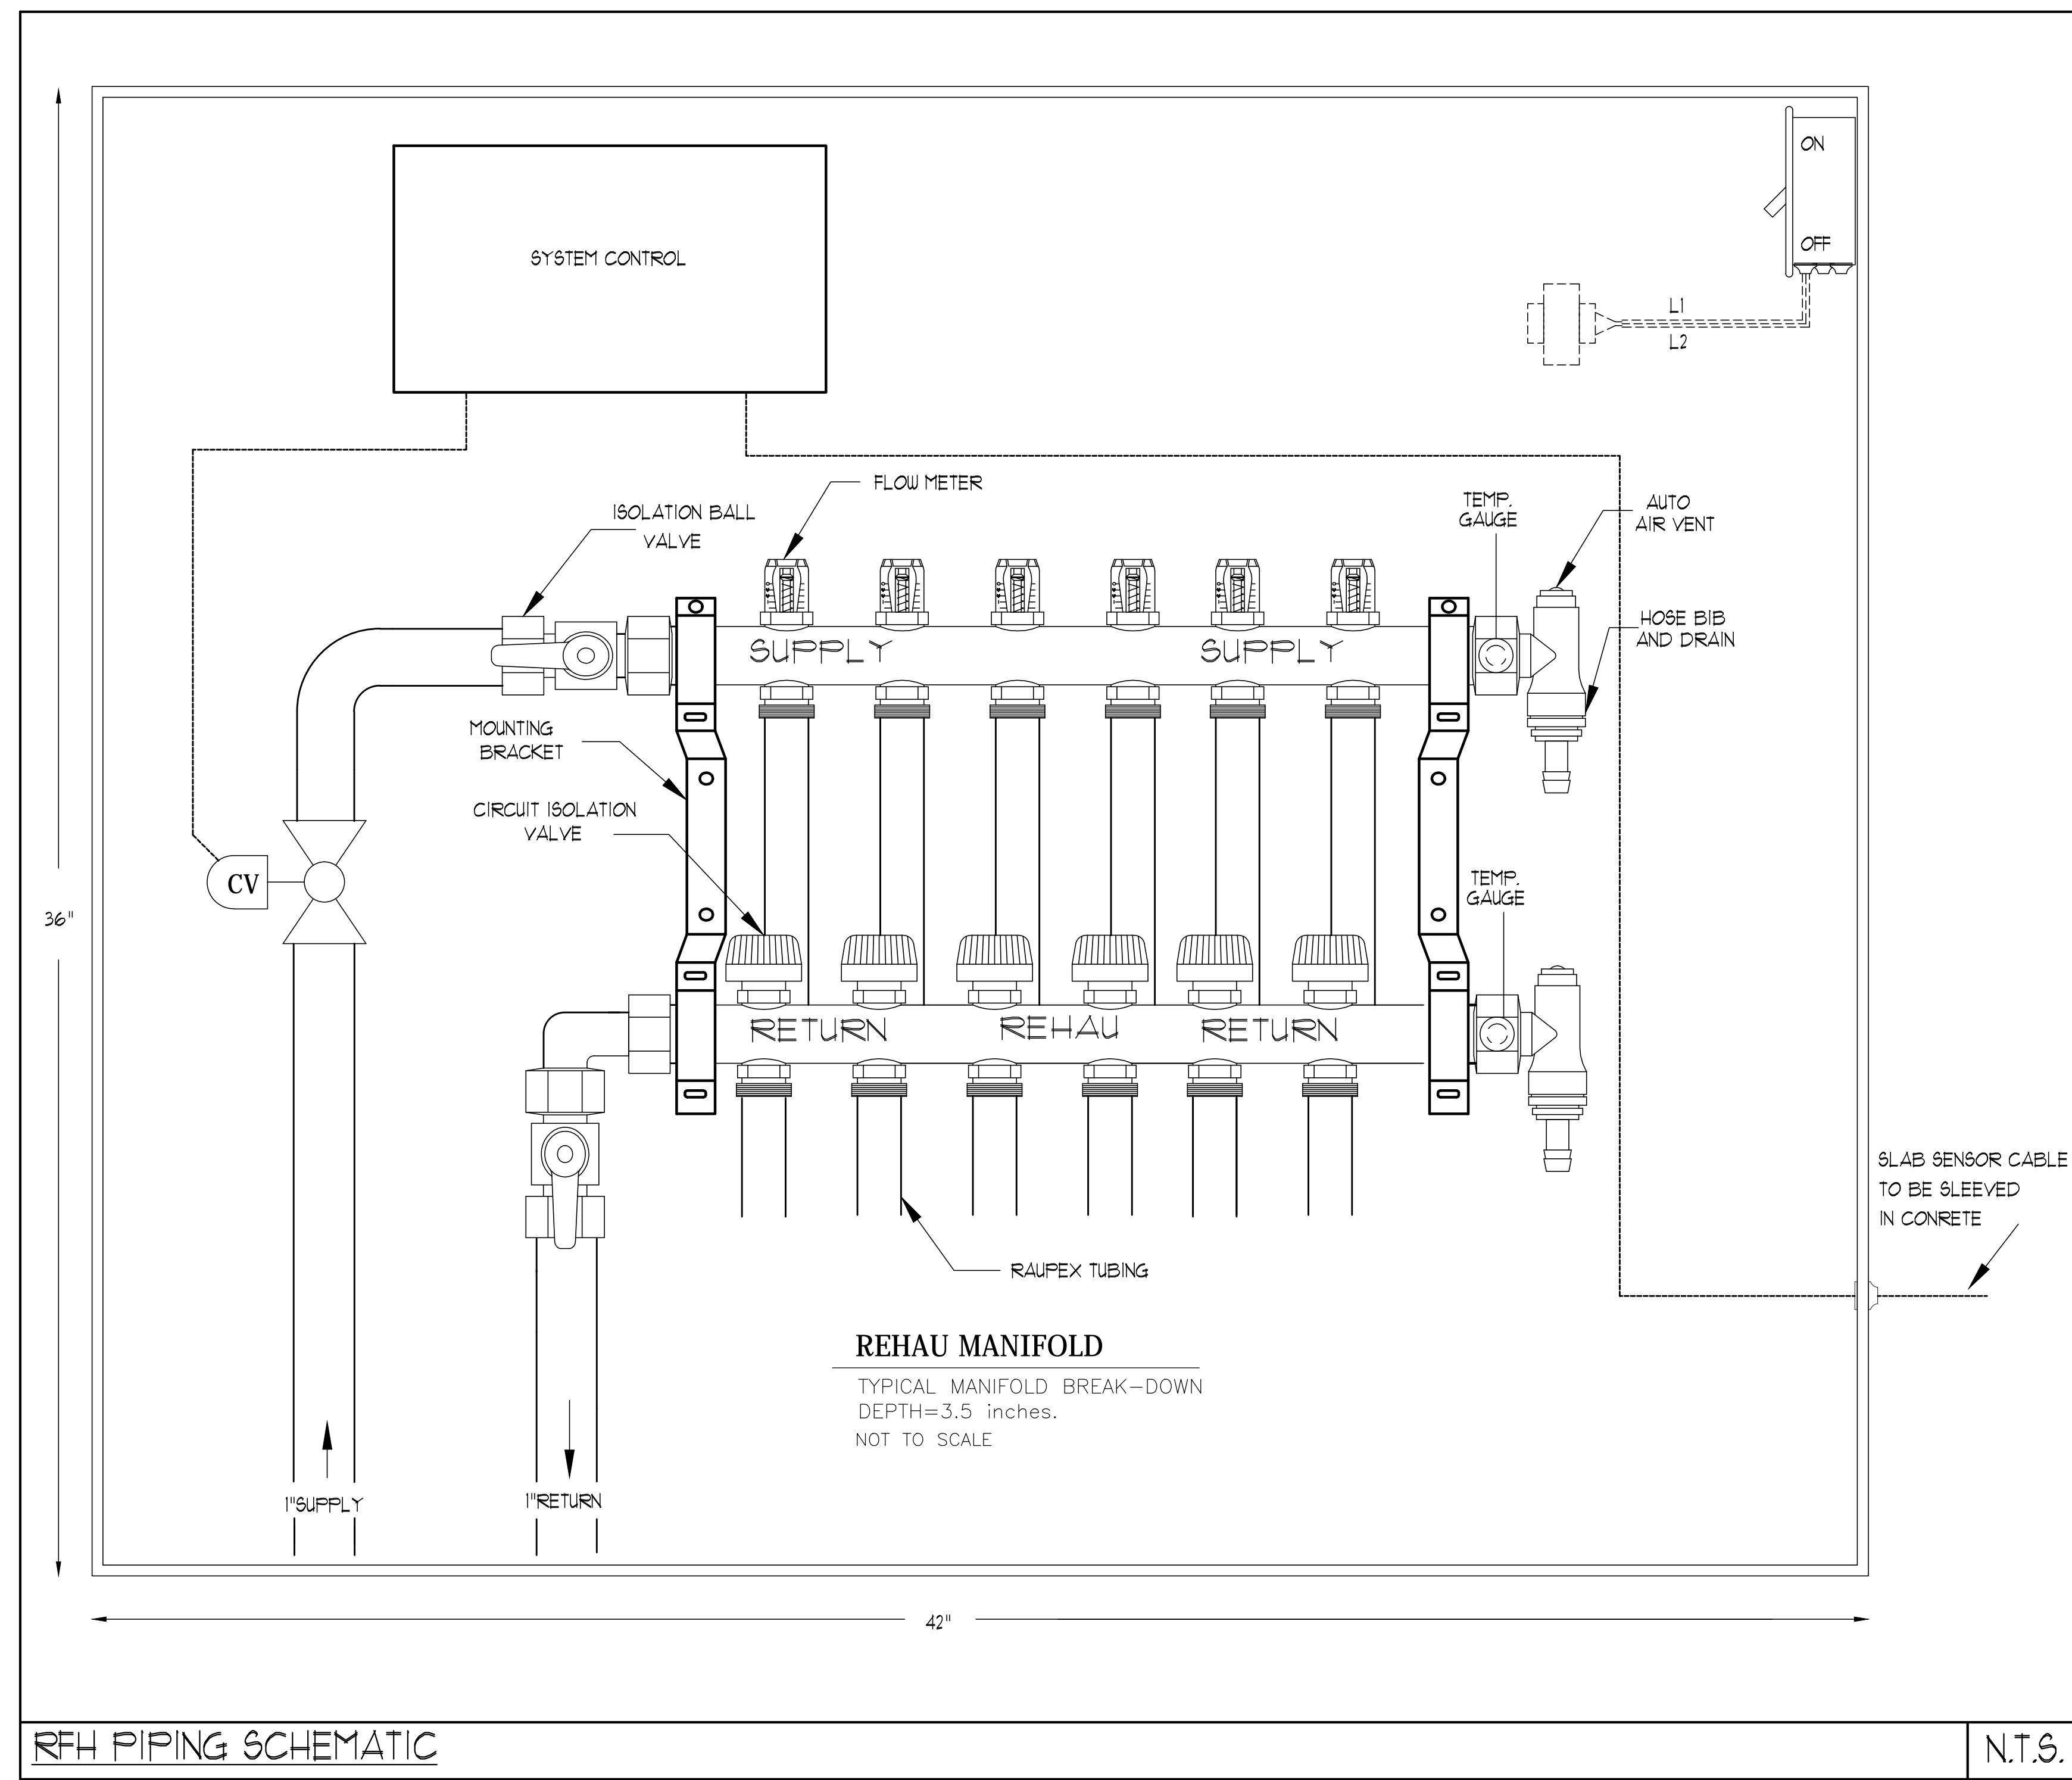 ON
SYSTEM CONTROL
OFF
L1
L2
FLOW METER
ISOLATION BALL
VALVE
TEMP.
GAUGE
AUTO
AIR VENT
HOSE BIB
AND DRAIN
SUPPLY
SUPPLY
MOUNTING
BRACKET
CIRCUIT ISOLATION
VALVE
CV
36"
TEMP.
GAUGE
RETURN
REHAU
RETURN
SLAB SENSOR CABLE
TO BE SLEEVED
IN CONRETE
RAUPEX TUBING
REHAU MANIFOLD
TYPICAL MANIFOLD BREAK-DOWN
DEPTH=3.5 inches.
NOT TO SCALE
1"SUPPLY
1"RETURN
42"
RFH PIPING SCHEMATIC
N.T.S.